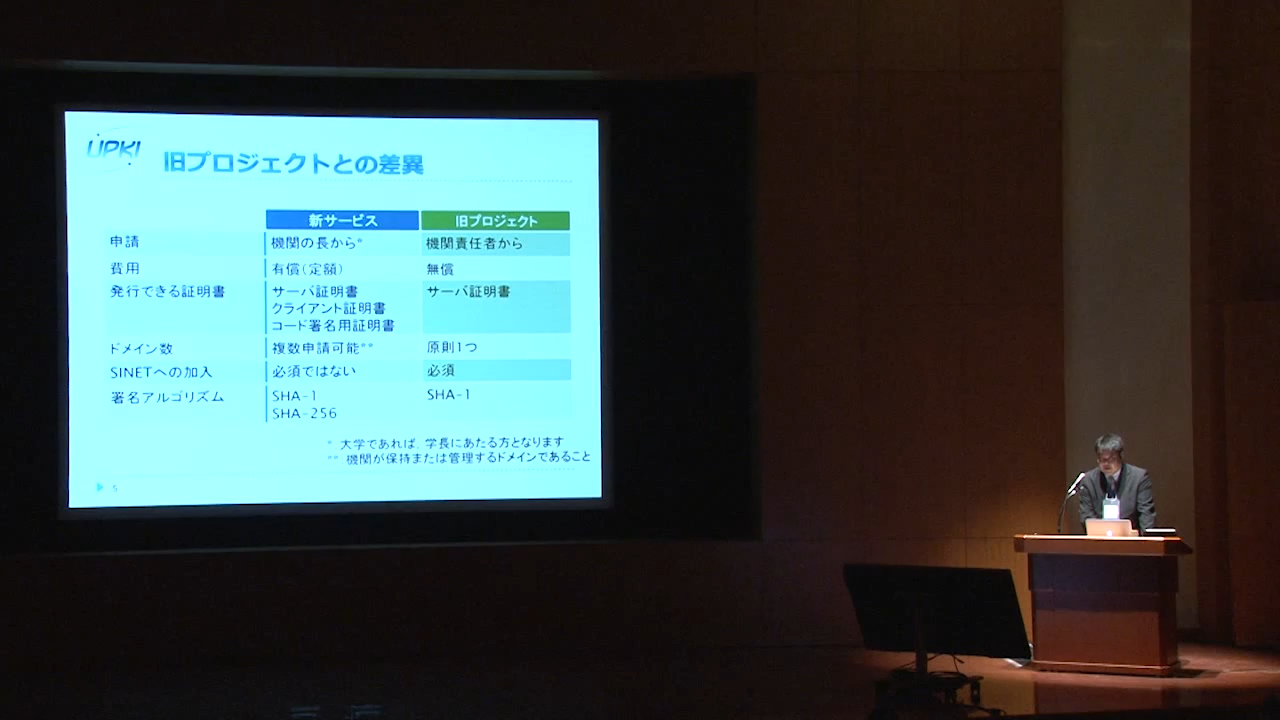 UPKI
旧プロジェクトとの差異
新サービス 旧プロジェクト
申請 機関の長から* 機関責任者から
費用 有償(定額) 無償
発行できる証明書 サーバ証明書 サーバ証明書
クライアント証明書
コード署名用証明書
ドメイン数 複数申請可能** 原則1つ
SINETへの加入 必須ではない 必須
署名アルゴリズム SHA-1 SHA-1
SHA-256
* 大学であれば、学長にあたる方となります
** 機関が保持または管理するドメインであること
5